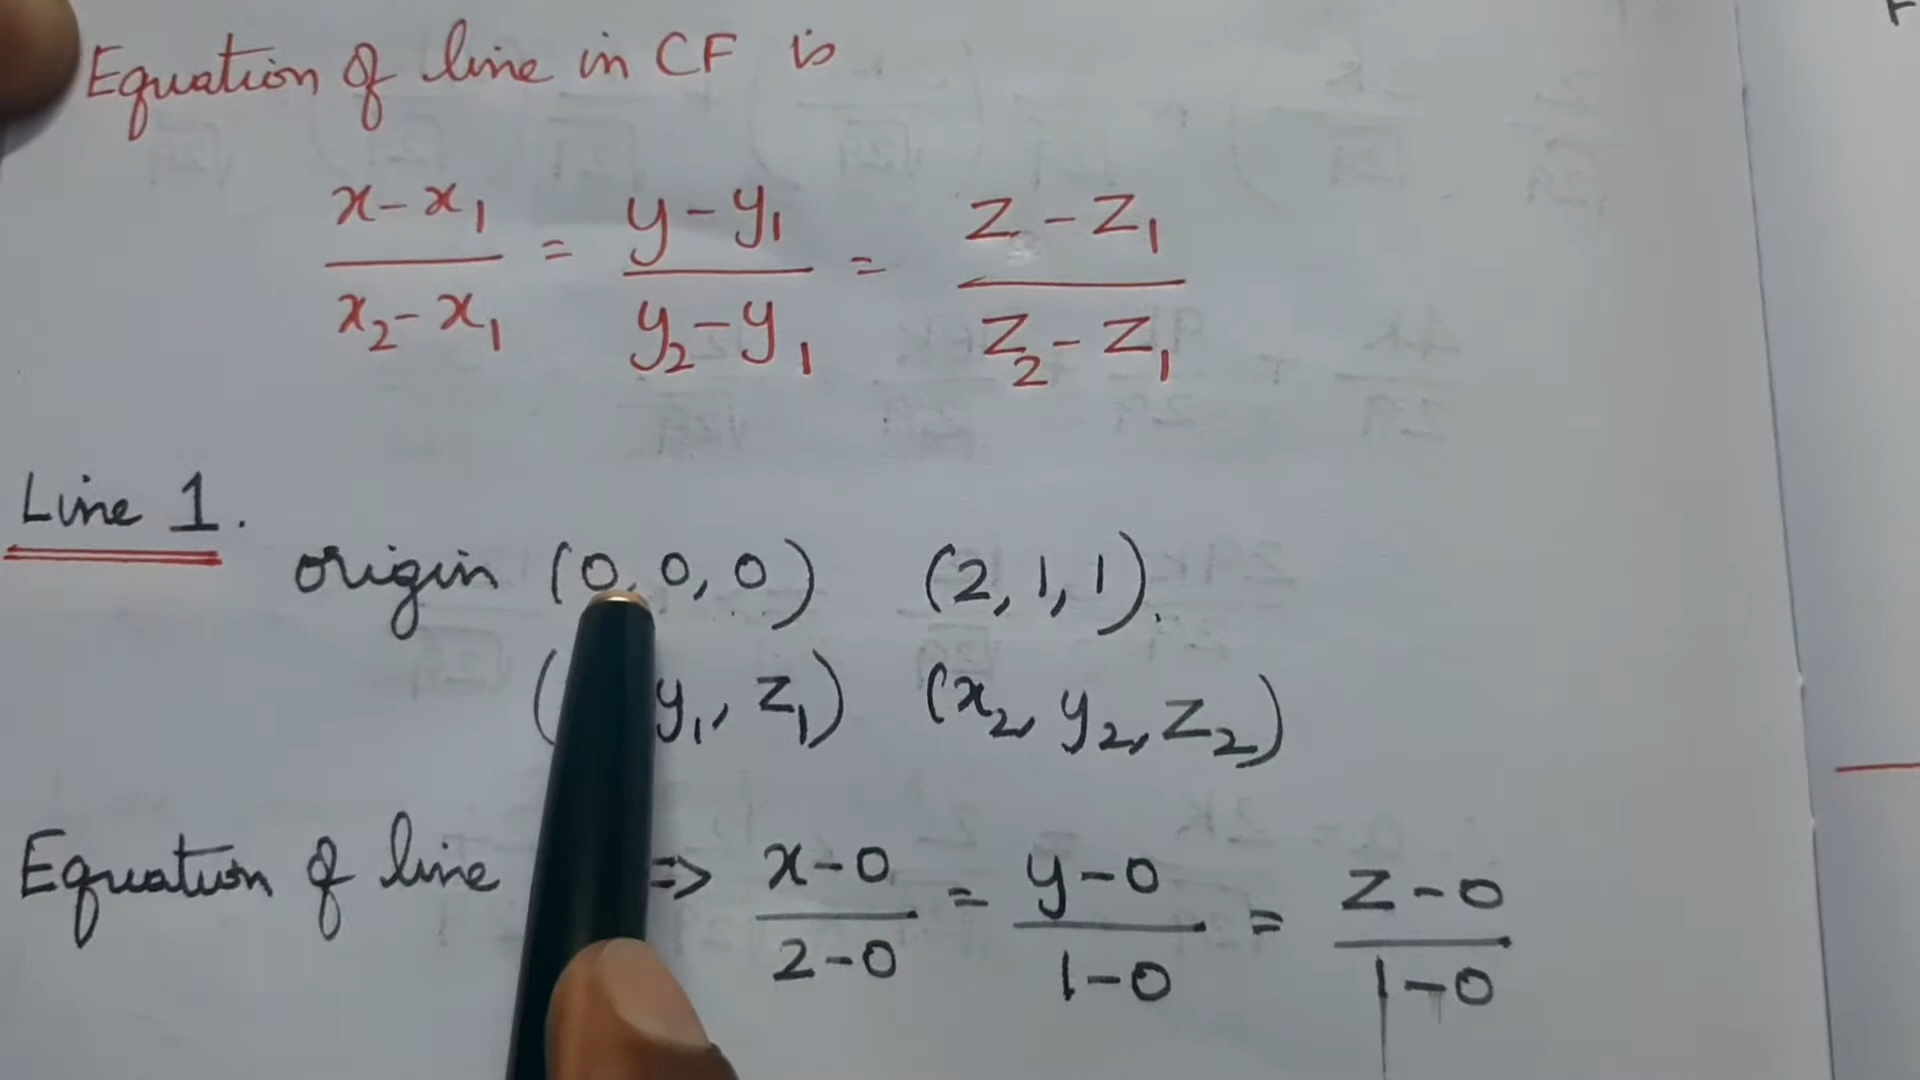 Equation of line in CF is
x-x₁/x₂-x₁ = y-y₁/y₂-y₁ = z-z₁/z₂-z₁
Line 1.
origin (0, 0, 0) (2, 1, 1).
( y₁, z₁) (x₂, y₂, z₂)
Equation of line => x-0/2-0 = y-0/1-0 = z-0/1-0